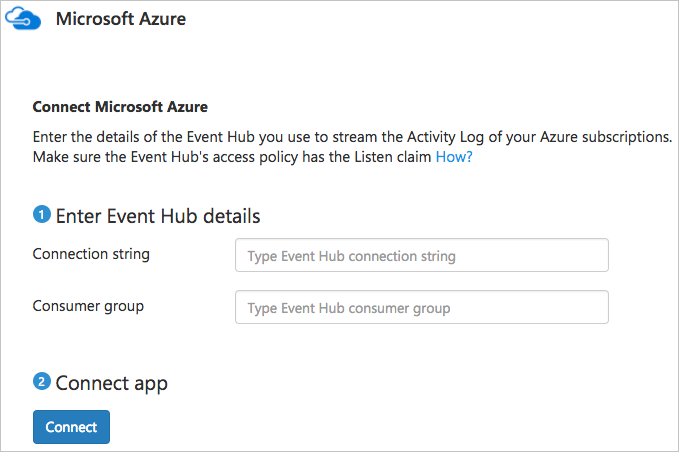 Microsoft Azure
Connect Microsoft Azure
Enter the details of the Event Hub you use to stream the Activity Log of your Azure subscriptions.
Make sure the Event Hub's access policy has the Listen claim How?
1 Enter Event Hub details
Connection string Type Event Hub connection string
Consumer group Type Event Hub consumer group
2 Connect app
Connect